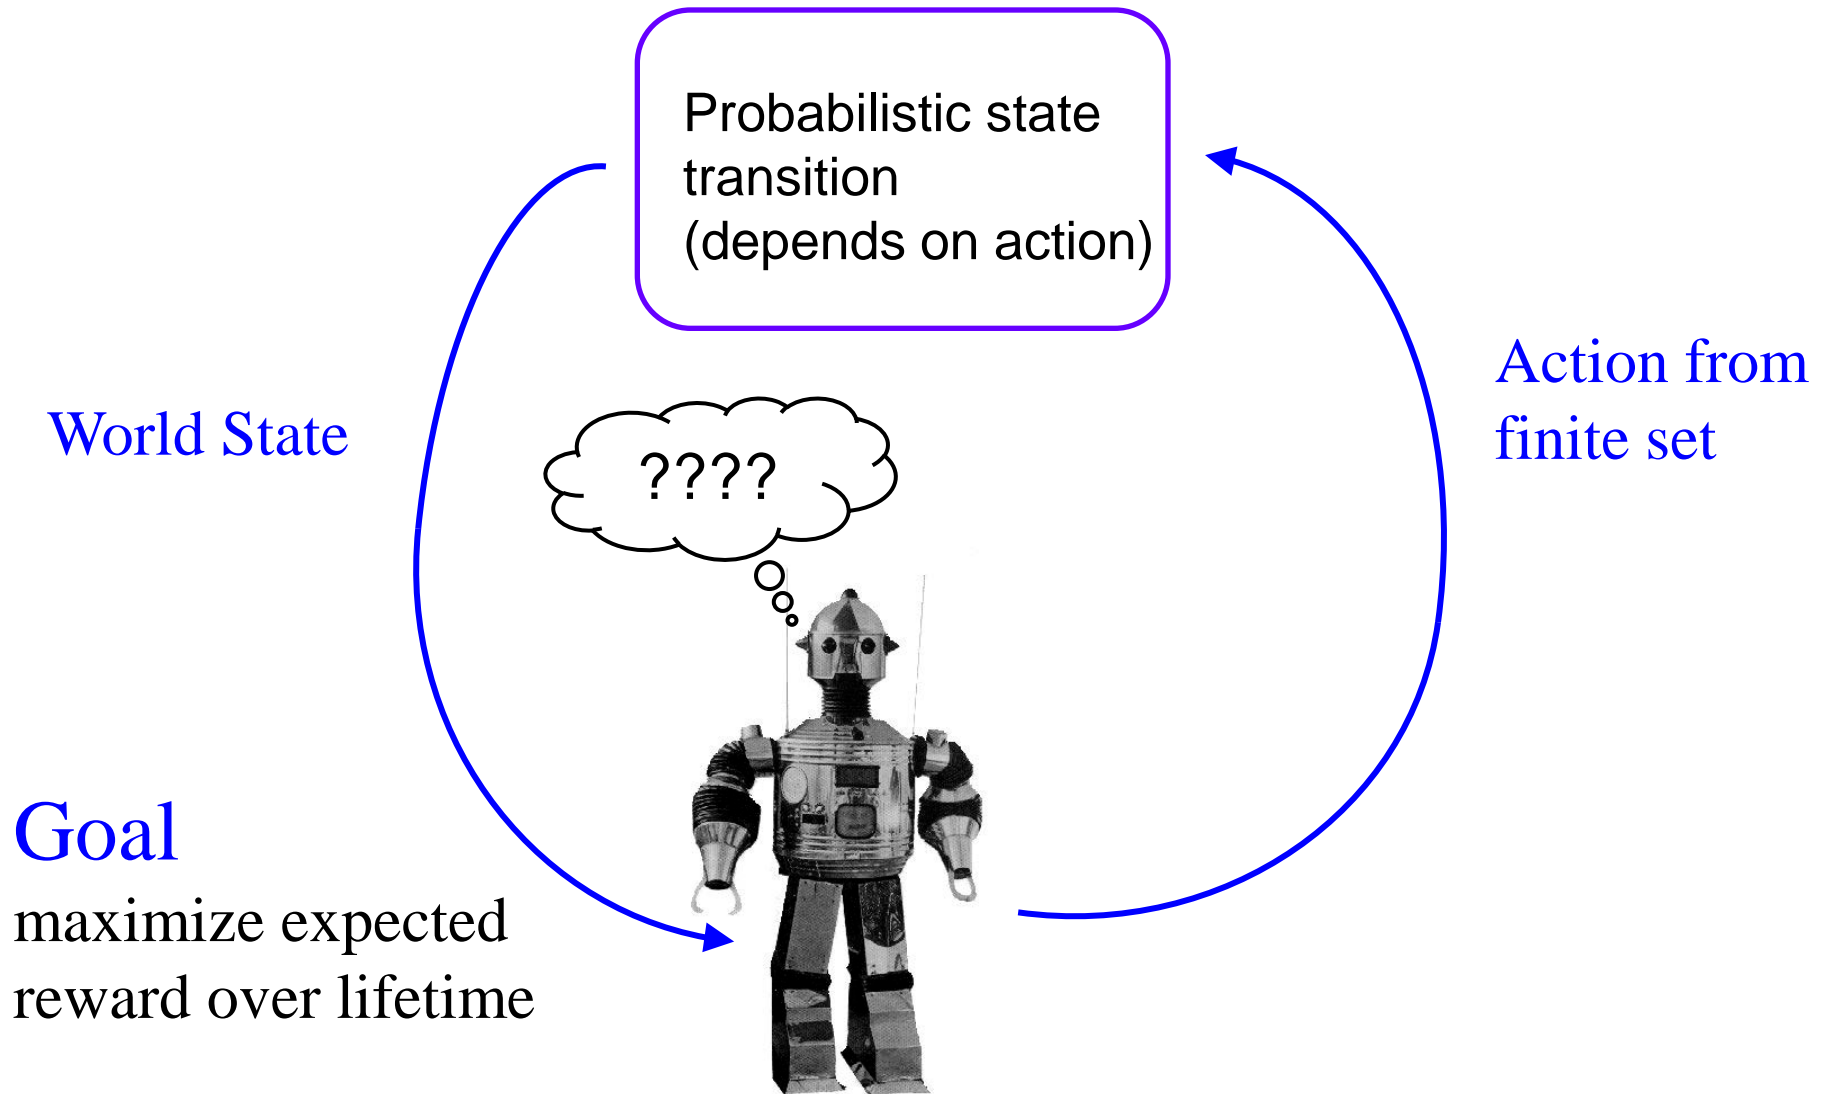 Probabilistic state
transition
(depends on action)
World State
Action from
finite set
????
Goal
maximize expected
reward over lifetime